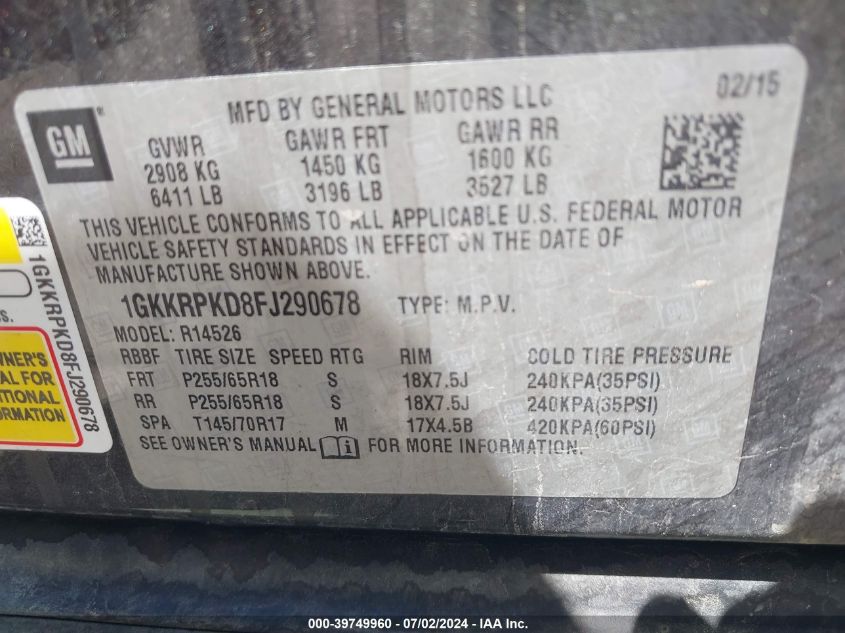 02/15
MFD BY GENERAL MOTORS LLC
GM
GVWR GAWR FRT GAWR RR
2908 KG 1450 KG 1600 KG
6411 LB 3196 LB 3527 LB
THIS VEHICLE CONFORMS TO ALL APPLICABLE U.S. FEDERAL MOTOR
VEHICLE SAFETY STANDARDS IN EFFECT ON THE DATE OF
MANUFACTURE SHOWN ABOVE.
1GKKRPKD8FJ290678 TYPE: M.P.V.
MODEL: R14526
RBBF TIRE SIZE SPEED RTG RIM COLD TIRE PRESSURE
FRT P255/65R18 S 18X7.5J 240KPA(35PSI)
RR P255/65R18 S 18X7.5J 240KPA(35PSI)
SPA T145/70R17 M 17X4.5B 420KPA(60PSI)
SEE OWNER'S MANUAL FOR MORE INFORMATION.
1GKKRPKD8FJ290678
S.
WNER'S
AL FOR
ITIONAL
RMATION
000-39749960 - 07/02/2024 - IAA Inc.